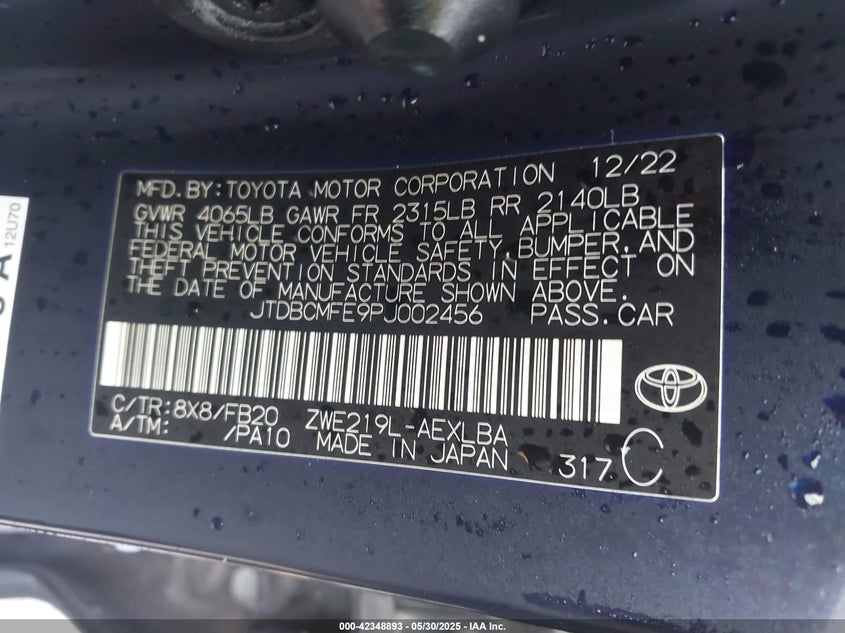 MFD.BY:TOYOTA MOTOR CORPORATION 12/22
GVWR 4065LB GAWR FR 2315LB RR 2140LB
THIS VEHICLE CONFORMS TO ALL APPLICABLE
FEDERAL MOTOR VEHICLE SAFETY,BUMPER,AND
THEFT PREVENTION STANDARDS IN EFFECT ON
THE DATE OF MANUFACTURE SHOWN ABOVE.
JTDBCMFE9PJ002456 PASS.CAR
C/TR:8X8/FB20 ZWE219L-AEXLBA
A/TM: /PA10 MADE IN JAPAN
317 C
12U70
000-42348893 - 05/30/2025 - IAA Inc.